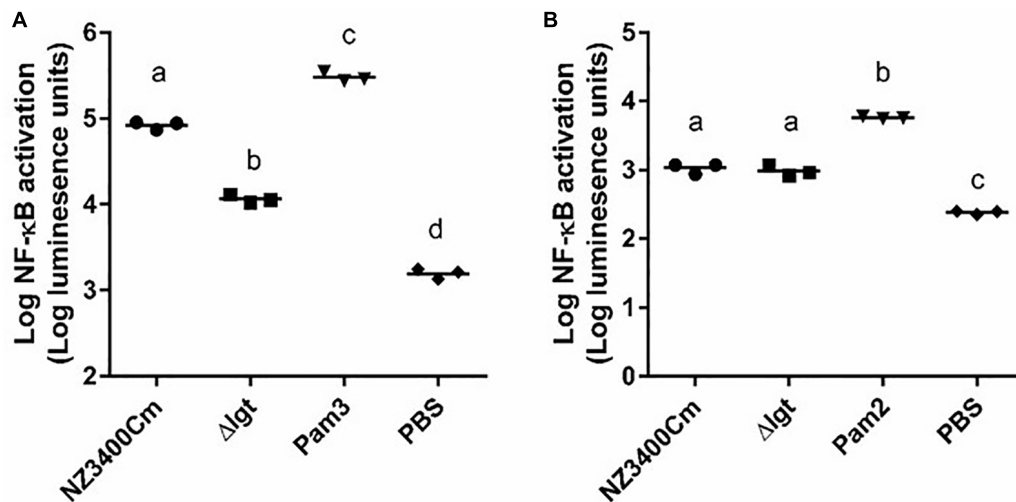 A
B
Log NF-κB activation
(Log luminesence units)
6
5
4
3
2
a
b
c
d
NZ3400Cm
Δlgt
Pam3
PBS
Log NF-κB activation
(Log luminesence units)
5
4
3
2
1
0
a
a
b
c
NZ3400Cm
Δlgt
Pam2
PBS